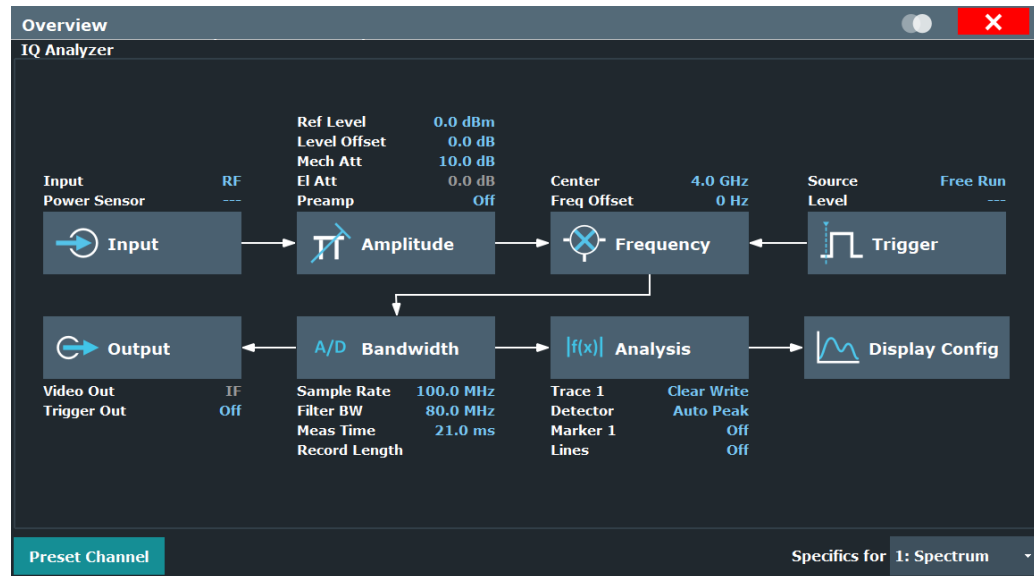 Overview
IQ Analyzer
Ref Level 0.0 dBm
Level Offset 0.0 dB
Mech Att 10.0 dB
El Att 0.0 dB
Preamp Off
Input RF
Power Sensor ---
Center 4.0 GHz
Freq Offset 0 Hz
Source Free Run
Level ---
Input
Amplitude
Frequency
Trigger
Output
A/D Bandwidth
|f(x)| Analysis
Display Config
Video Out IF
Trigger Out Off
Sample Rate 100.0 MHz
Filter BW 80.0 MHz
Meas Time 21.0 ms
Record Length
Trace 1 Clear Write
Detector Auto Peak
Marker 1 Off
Lines Off
Preset Channel
Specifics for 1: Spectrum